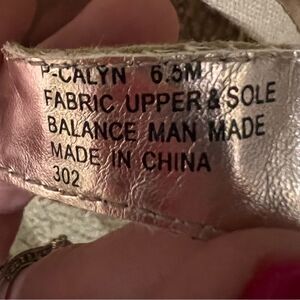 P-CALYN 6.5M
FABRIC UPPER & SOLE
BALANCE MAN MADE
MADE IN CHINA
302